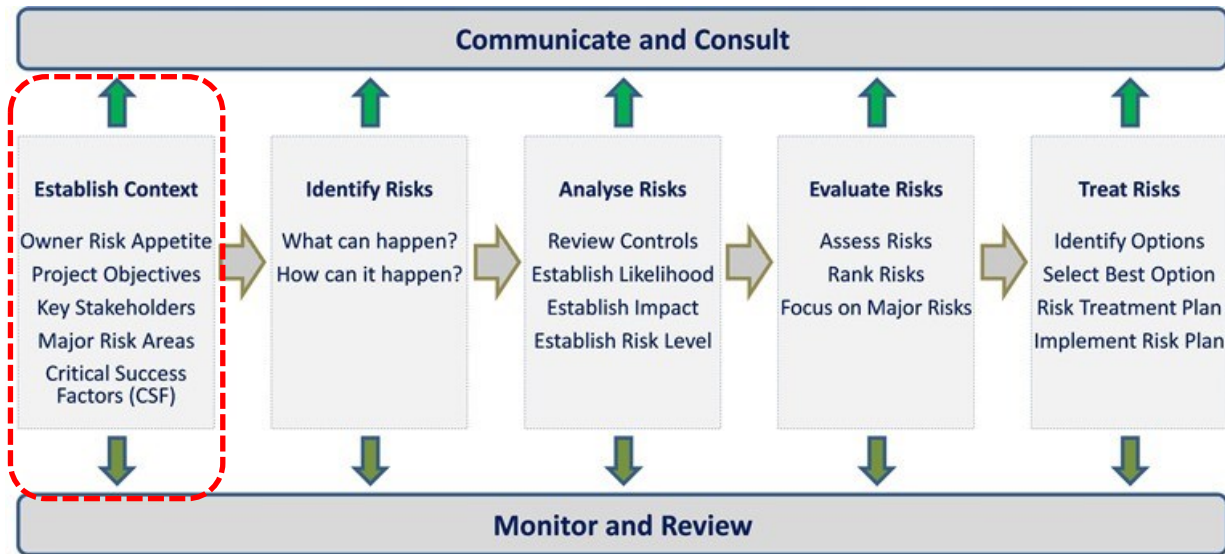 Communicate and Consult
Establish Context
Owner Risk Appetite
Project Objectives
Key Stakeholders
Major Risk Areas
Critical Success
Factors (CSF)
Identify Risks
What can happen?
How can it happen?
Analyse Risks
Review Controls
Establish Likelihood
Establish Impact
Establish Risk Level
Evaluate Risks
Assess Risks
Rank Risks
Focus on Major Risks
Treat Risks
Identify Options
Select Best Option
Risk Treatment Plan
Implement Risk Plan
Monitor and Review